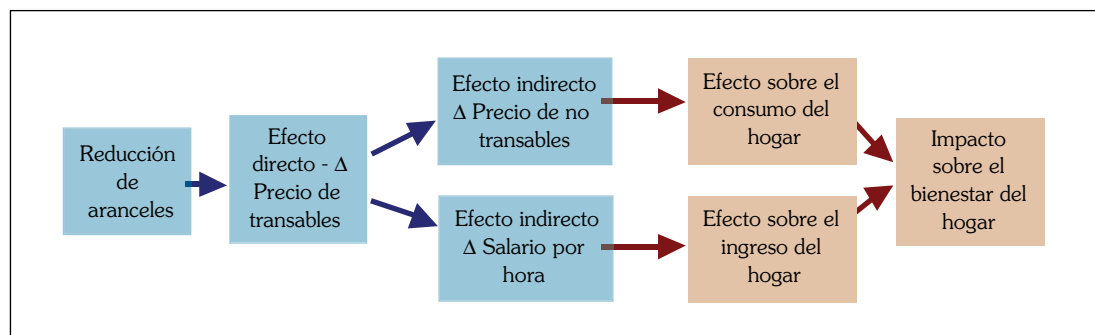 Reducción
de
aranceles
Efecto
directo - Δ
Precio de
transables
Efecto indirecto
Δ Precio de no
transables
Efecto indirecto
Δ Salario por
hora
Efecto sobre el
consumo del
hogar
Efecto sobre el
ingreso del
hogar
Impacto
sobre el
bienestar del
hogar